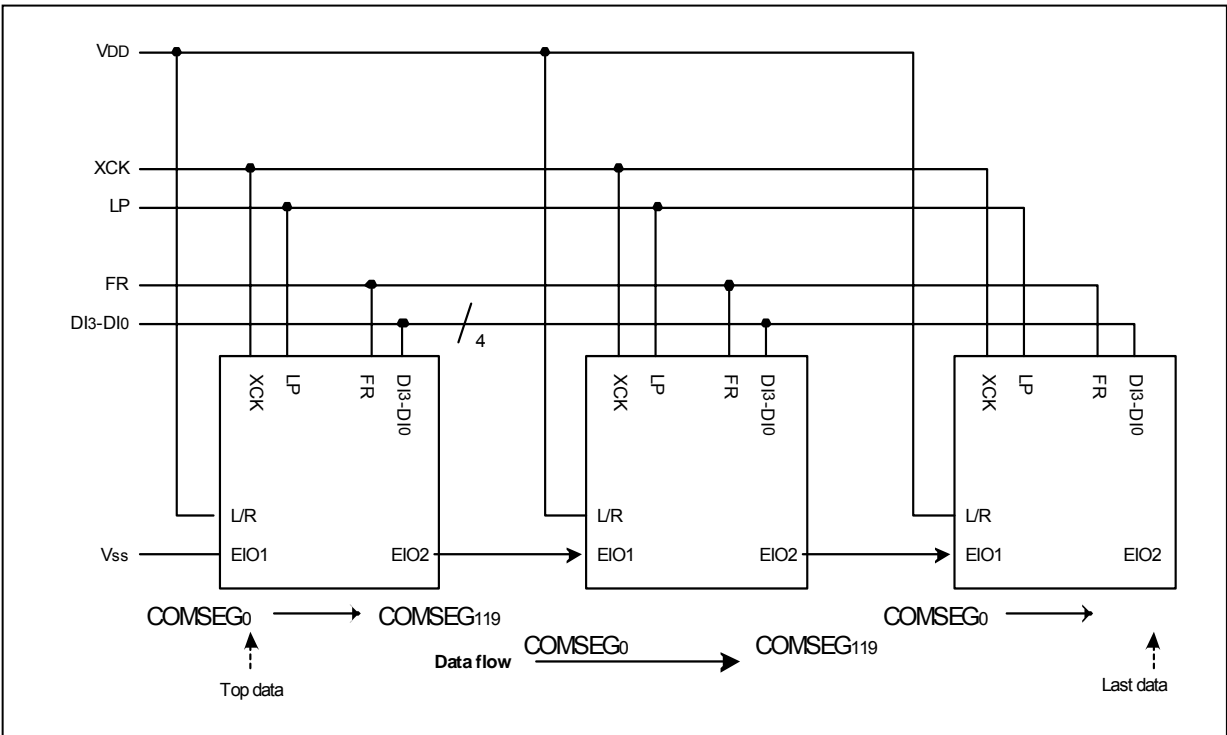 VDD
XCK
LP
FR
DI3-DI0
4
XCK LP FR DI3-DI0
XCK LP FR DI3-DI0
XCK LP FR DI3-DI0
L/R
L/R
L/R
Vss
EIO1 EIO2
EIO1 EIO2
EIO1 EIO2
COMSEG0 COMSEG119
COMSEG0
COMSEG0 COMSEG119
Data flow
Top data
Last data